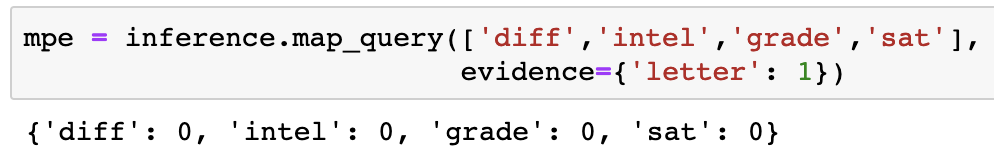 mpe = inference.map_query(['diff','intel','grade','sat'],
evidence={'letter': 1})
{'diff': 0, 'intel': 0, 'grade': 0, 'sat': 0}